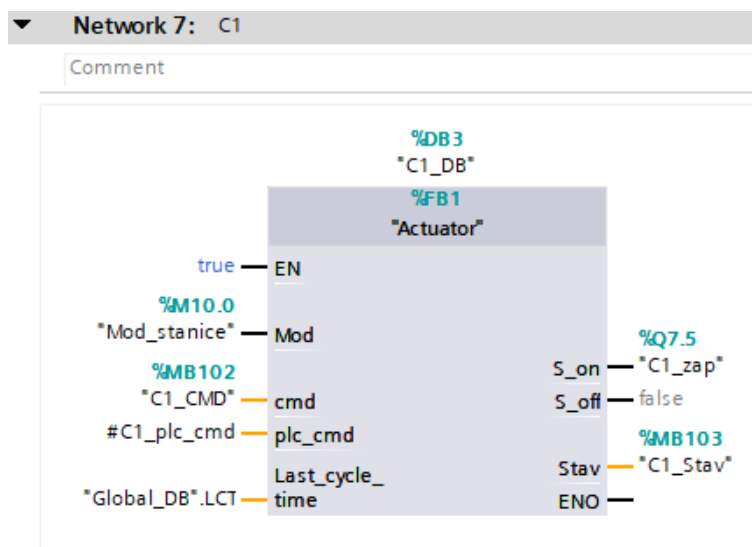 Network 7: C1
Comment
%DB3
"C1_DB"
%FB1
"Actuator"
true EN
%M10.0
"Mod_stanice" Mod
%Q7.5
S_on "C1_zap"
%MB102
"C1_CMD" cmd
S_off false
#C1_plc_cmd plc_cmd
%MB103
Stav "C1_Stav"
Last_cycle_
"Global_DB".LCT time
ENO